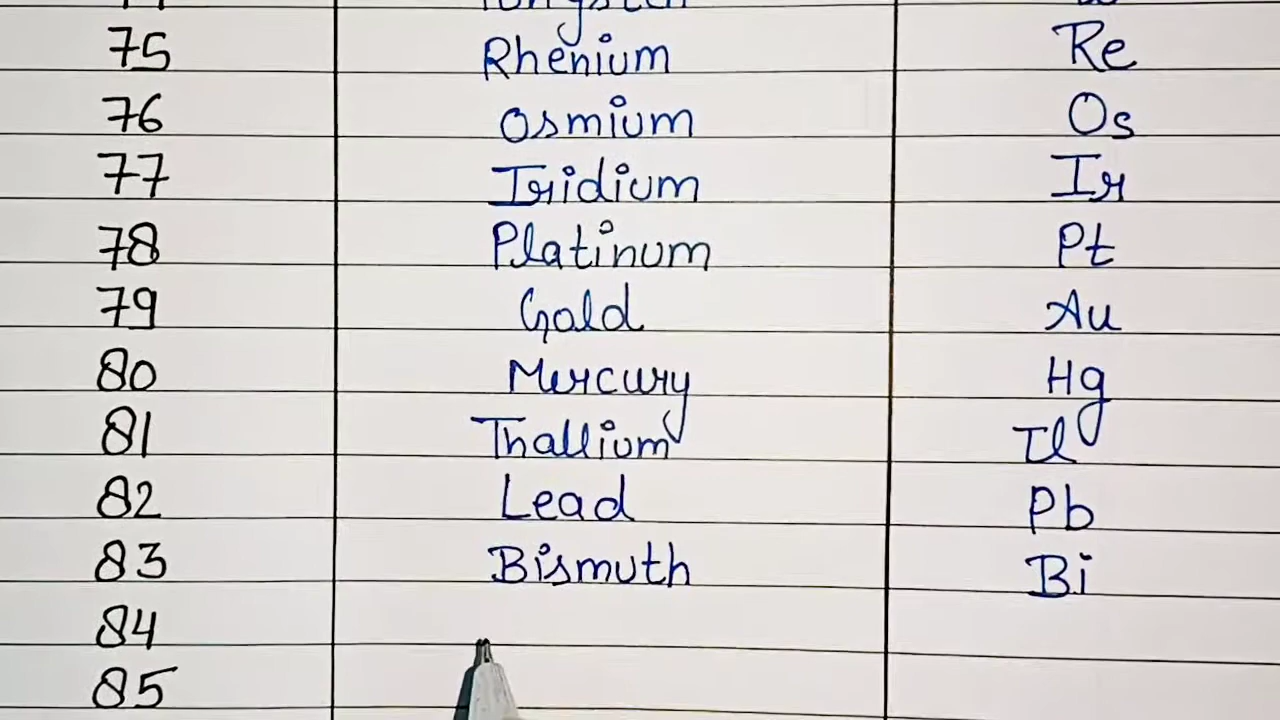 Tungsten
75 Rhenium Re
76 Osmium Os
77 Iridium Ir
78 Platinum Pt
79 Gold Au
80 Mercury Hg
81 Thallium Tl
82 Lead Pb
83 Bismuth Bi
84
85